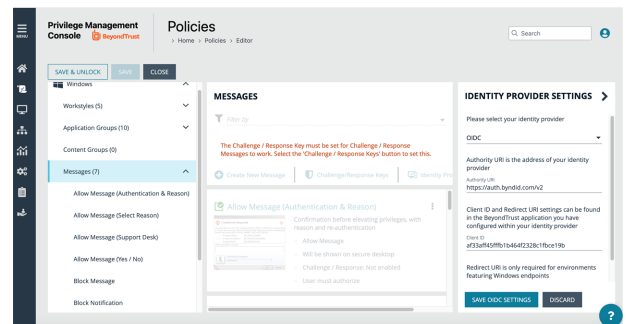 MENU
Privilege Management
Console BeyondTrust
Policies
> Home > Policies > Editor
Search
SAVE & UNLOCK
SAVE
CLOSE
Windows
Workstyles (5)
Application Groups (10)
Content Groups (0)
Messages (7)
Allow Message (Authentication & Reason)
Allow Message (Select Reason)
Allow Message (Support Desk)
Allow Message (Yes / No)
Block Message
Block Notification
MESSAGES
Filter by
The Challenge / Response Key must be set for Challenge / Response
Messages to work. Select the 'Challenge / Response Keys' button to set this.
Create New Message
Challenge/Response Keys
Identity Pro
Allow Message (Authentication & Reason)
Confirmation before elevating privileges, with
reason and re-authentication
Allow Message
Will be shown on secure desktop
Challenge / Response: Not enabled
User must authorize
IDENTITY PROVIDER SETTINGS
Please select your identity provider
OIDC
Authority URI is the address of your identity
provider
Authority URI
https://auth.byndid.com/v2
Client ID and Redirect URI settings can be found
in the BeyondTrust application you have
configured within your identity provider
Client ID
af33aff45fffb1b464f2328c1fbce19b
Redirect URI is only required for environments
featuring Windows endpoints
SAVE OIDC SETTINGS
DISCARD
?